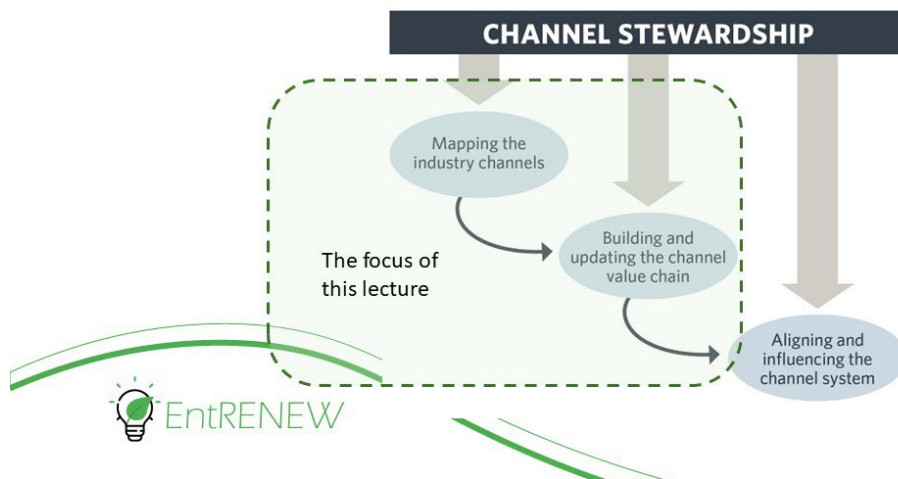 CHANNEL STEWARDSHIP
Mapping the
industry channels
Building and
updating the channel
value chain
The focus of
this lecture
Aligning and
influencing the
channel system
EntRENEW